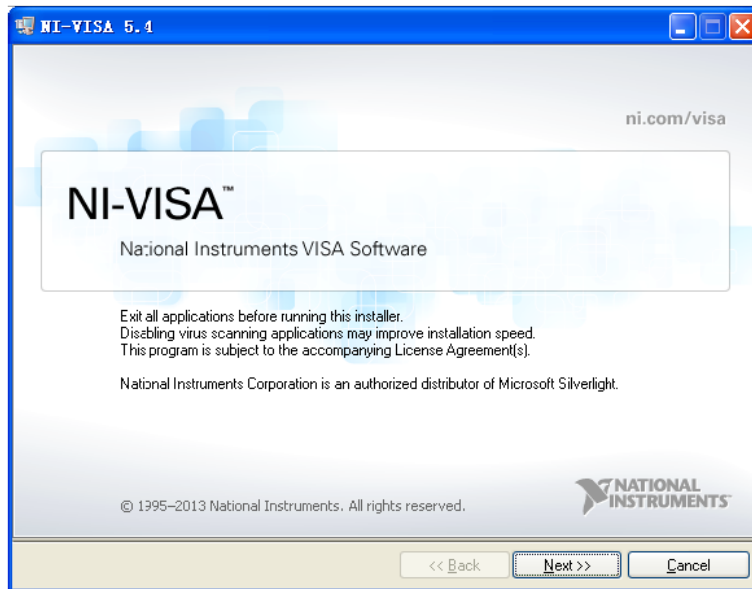 NI-VISA 5.4
ni.com/visa
NI-VISA™
National Instruments VISA Software
Exit all applications before running this installer.
Disabling virus scanning applications may improve installation speed.
This program is subject to the accompanying License Agreement(s).
National Instruments Corporation is an authorized distributor of Microsoft Silverlight.
© 1995–2013 National Instruments. All rights reserved.
NATIONAL
INSTRUMENTS™
<< Back
Next >>
Cancel